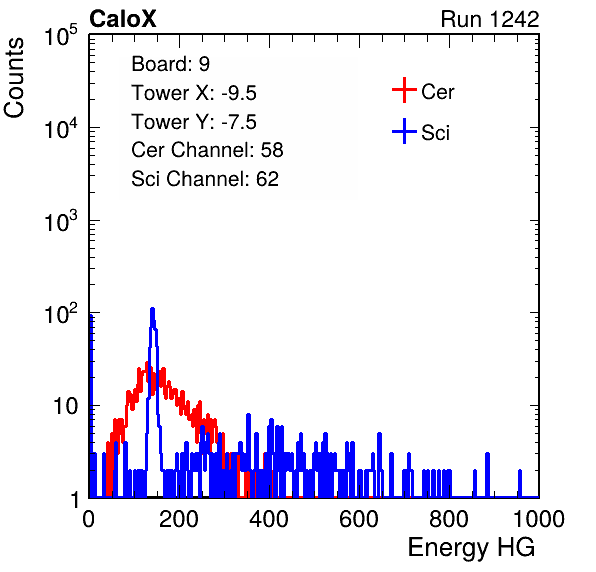 CaloX Run 1242
Counts
Board: 9
Tower X: -9.5
Tower Y: -7.5
Cer Channel: 58
Sci Channel: 62
Cer
Sci
10^5
10^4
10^3
10^2
10
1
0 200 400 600 800 1000
Energy HG